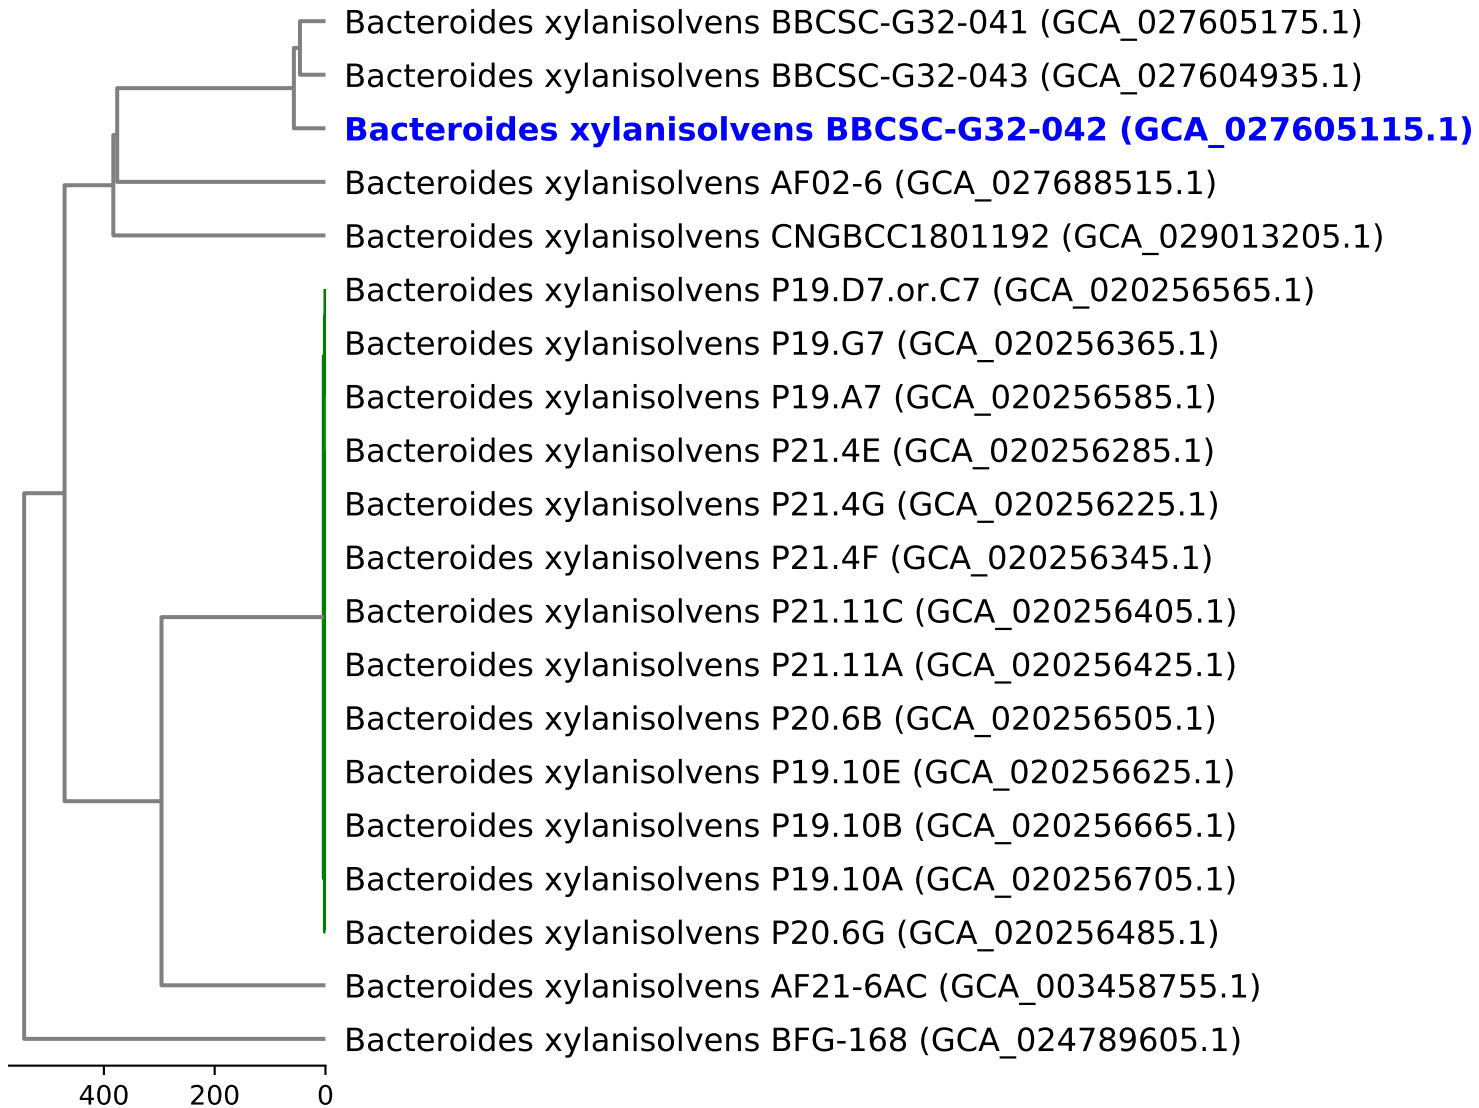 Bacteroides xylanisolvens BBCSC-G32-041 (GCA_027605175.1)
Bacteroides xylanisolvens BBCSC-G32-043 (GCA_027604935.1)
Bacteroides xylanisolvens BBCSC-G32-042 (GCA_027605115.1)
Bacteroides xylanisolvens AF02-6 (GCA_027688515.1)
Bacteroides xylanisolvens CNGBCC1801192 (GCA_029013205.1)
Bacteroides xylanisolvens P19.D7.or.C7 (GCA_020256565.1)
Bacteroides xylanisolvens P19.G7 (GCA_020256365.1)
Bacteroides xylanisolvens P19.A7 (GCA_020256585.1)
Bacteroides xylanisolvens P21.4E (GCA_020256285.1)
Bacteroides xylanisolvens P21.4G (GCA_020256225.1)
Bacteroides xylanisolvens P21.4F (GCA_020256345.1)
Bacteroides xylanisolvens P21.11C (GCA_020256405.1)
Bacteroides xylanisolvens P21.11A (GCA_020256425.1)
Bacteroides xylanisolvens P20.6B (GCA_020256505.1)
Bacteroides xylanisolvens P19.10E (GCA_020256625.1)
Bacteroides xylanisolvens P19.10B (GCA_020256665.1)
Bacteroides xylanisolvens P19.10A (GCA_020256705.1)
Bacteroides xylanisolvens P20.6G (GCA_020256485.1)
Bacteroides xylanisolvens AF21-6AC (GCA_003458755.1)
Bacteroides xylanisolvens BFG-168 (GCA_024789605.1)
400 200 0